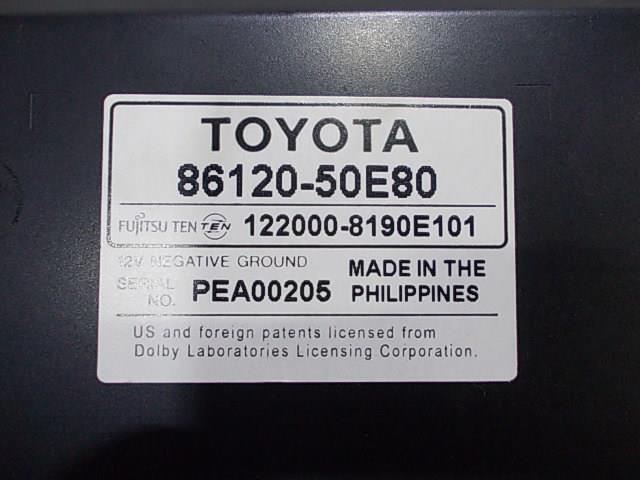 TOYOTA
86120-50E80
FUJITSU TEN TEN 122000-8190E101
12V NEGATIVE GROUND
SERIAL NO. PEA00205
MADE IN THE
PHILIPPINES
US and foreign patents licensed from
Dolby Laboratories Licensing Corporation.